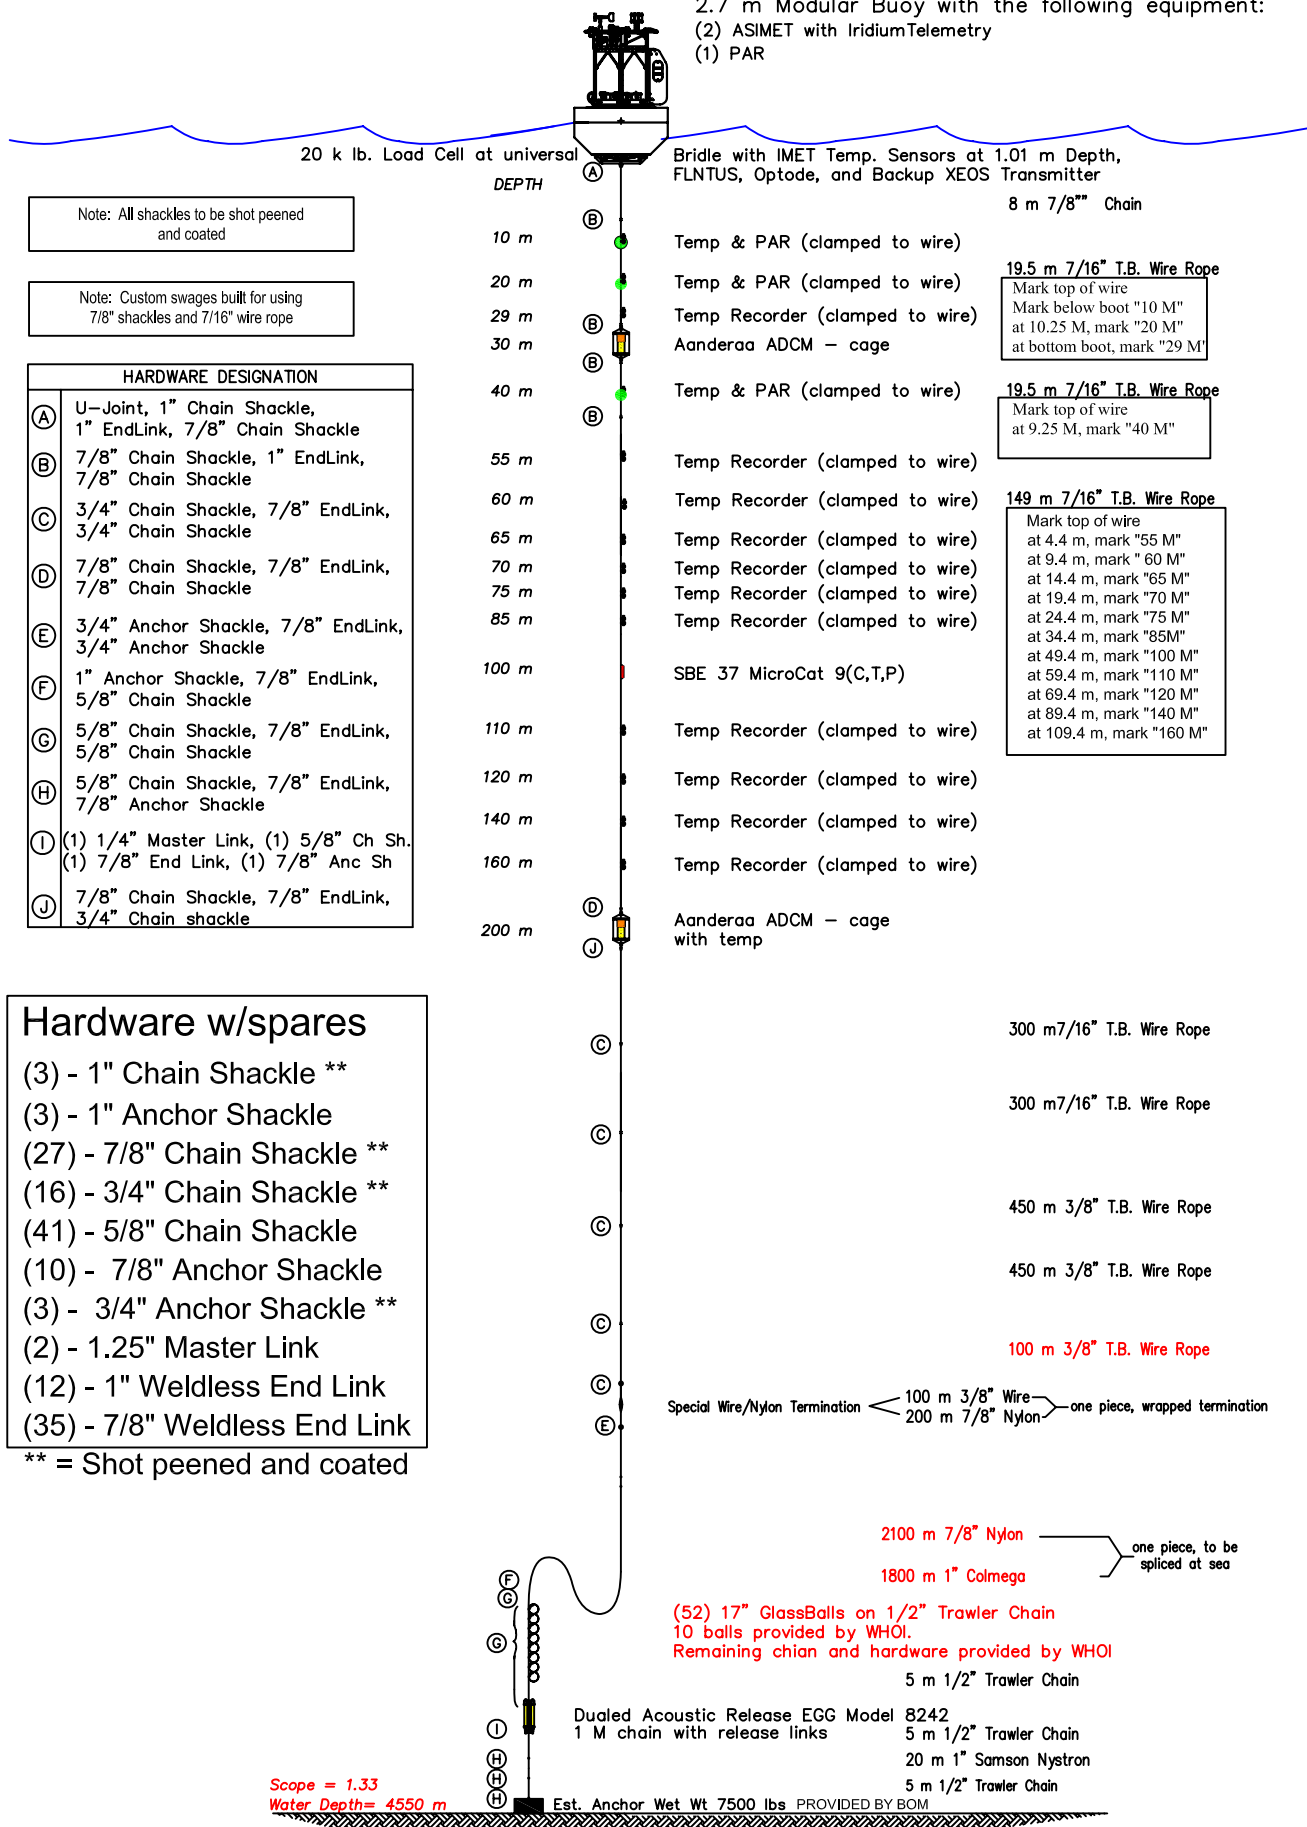 2.7 m Modular Buoy with the following equipment:
(2) ASIMET with IridiumTelemetry
(1) PAR
20 k lb. Load Cell at universal
Bridle with IMET Temp. Sensors at 1.01 m Depth,
FLNTUS, Optode, and Backup XEOS Transmitter
A
DEPTH
8 m 7/8"" Chain
Note: All shackles to be shot peened
and coated
B
10 m
Temp & PAR (clamped to wire)
19.5 m 7/16" T.B. Wire Rope
20 m
Temp & PAR (clamped to wire)
Mark top of wire
Mark below boot "10 M"
at 10.25 M, mark "20 M"
at bottom boot, mark "29 M'
Note: Custom swages built for using
7/8" shackles and 7/16" wire rope
29 m
Temp Recorder (clamped to wire)
B
30 m
Aanderaa ADCM – cage
B
40 m
Temp & PAR (clamped to wire)
19.5 m 7/16" T.B. Wire Rope
Mark top of wire
at 9.25 M, mark "40 M"
B
55 m
Temp Recorder (clamped to wire)
60 m
Temp Recorder (clamped to wire)
149 m 7/16" T.B. Wire Rope
Mark top of wire
at 4.4 m, mark "55 M"
at 9.4 m, mark " 60 M"
at 14.4 m, mark "65 M"
at 19.4 m, mark "70 M"
at 24.4 m, mark "75 M"
at 34.4 m, mark "85M"
at 49.4 m, mark "100 M"
at 59.4 m, mark "110 M"
at 69.4 m, mark "120 M"
at 89.4 m, mark "140 M"
at 109.4 m, mark "160 M"
65 m
Temp Recorder (clamped to wire)
70 m
Temp Recorder (clamped to wire)
75 m
Temp Recorder (clamped to wire)
85 m
Temp Recorder (clamped to wire)
100 m
SBE 37 MicroCat 9(C,T,P)
110 m
Temp Recorder (clamped to wire)
120 m
Temp Recorder (clamped to wire)
140 m
Temp Recorder (clamped to wire)
160 m
Temp Recorder (clamped to wire)
D
200 m
Aanderaa ADCM – cage
with temp
J
HARDWARE DESIGNATION
A
U–Joint, 1" Chain Shackle,
1" EndLink, 7/8" Chain Shackle
B
7/8" Chain Shackle, 1" EndLink,
7/8" Chain Shackle
C
3/4" Chain Shackle, 7/8" EndLink,
3/4" Chain Shackle
D
7/8" Chain Shackle, 7/8" EndLink,
7/8" Chain Shackle
E
3/4" Anchor Shackle, 7/8" EndLink,
3/4" Anchor Shackle
F
1" Anchor Shackle, 7/8" EndLink,
5/8" Chain Shackle
G
5/8" Chain Shackle, 7/8" EndLink,
5/8" Chain Shackle
H
5/8" Chain Shackle, 7/8" EndLink,
7/8" Anchor Shackle
I
(1) 1/4" Master Link, (1) 5/8" Ch Sh.
(1) 7/8" End Link, (1) 7/8" Anc Sh
J
7/8" Chain Shackle, 7/8" EndLink,
3/4" Chain shackle
Hardware w/spares
(3) - 1" Chain Shackle **
(3) - 1" Anchor Shackle
(27) - 7/8" Chain Shackle **
(16) - 3/4" Chain Shackle **
(41) - 5/8" Chain Shackle
(10) - 7/8" Anchor Shackle
(3) - 3/4" Anchor Shackle **
(2) - 1.25" Master Link
(12) - 1" Weldless End Link
(35) - 7/8" Weldless End Link
** = Shot peened and coated
300 m7/16" T.B. Wire Rope
C
300 m7/16" T.B. Wire Rope
C
450 m 3/8" T.B. Wire Rope
C
450 m 3/8" T.B. Wire Rope
C
100 m 3/8" T.B. Wire Rope
C
Special Wire/Nylon Termination
100 m 3/8" Wire
200 m 7/8" Nylon
one piece, wrapped termination
E
2100 m 7/8" Nylon
1800 m 1" Colmega
one piece, to be
spliced at sea
F
G
(52) 17" GlassBalls on 1/2" Trawler Chain
10 balls provided by WHOI.
Remaining chian and hardware provided by WHOI
G
5 m 1/2" Trawler Chain
Dualed Acoustic Release EGG Model 8242
1 M chain with release links
I
5 m 1/2" Trawler Chain
H
20 m 1" Samson Nystron
H
5 m 1/2" Trawler Chain
H
Scope = 1.33
Water Depth= 4550 m
Est. Anchor Wet Wt 7500 lbs PROVIDED BY BOM